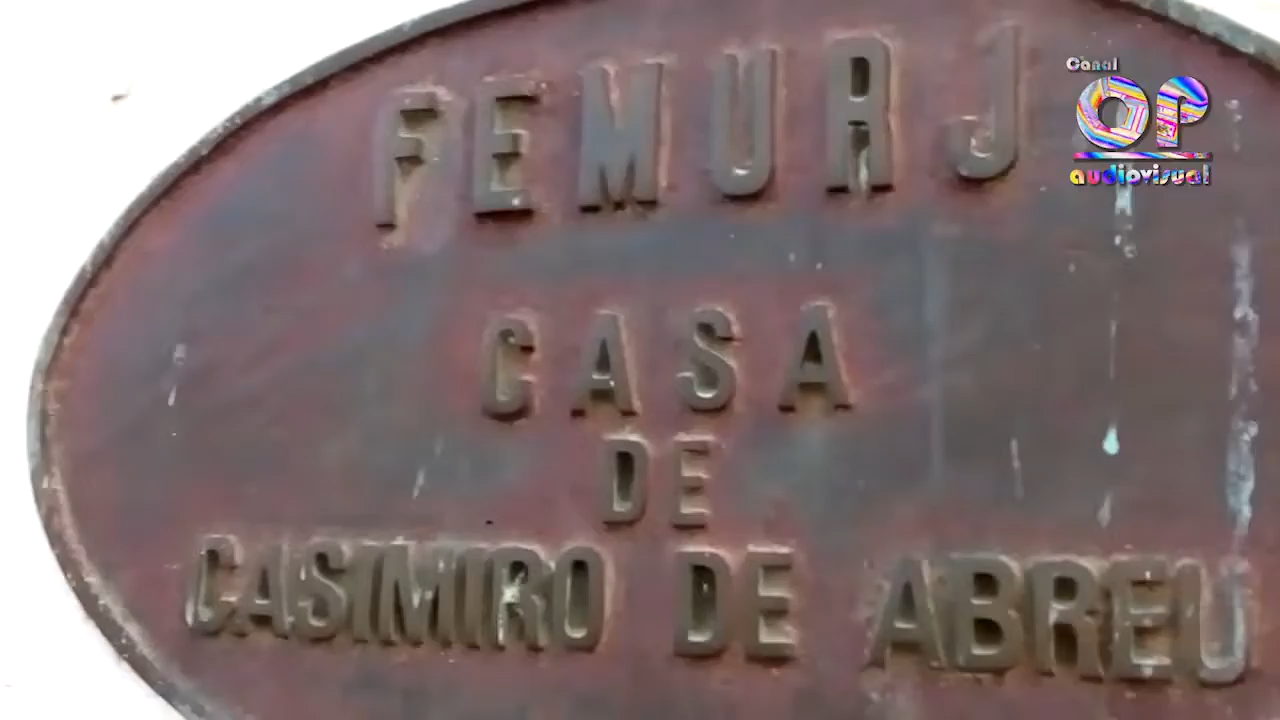 FEMURJ
CASA
DE
CASIMIRO DE ABREU
Canal
OP
audiovisual